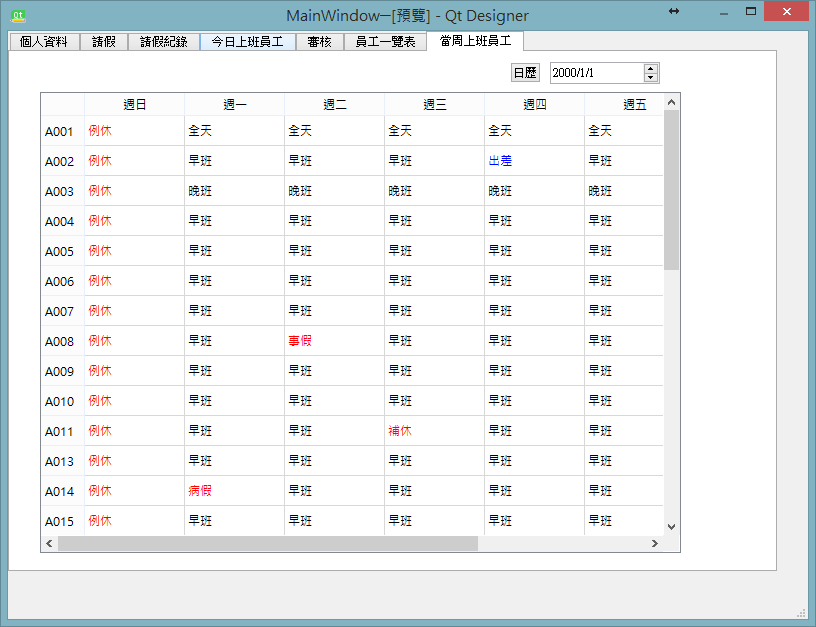 Qt MainWindow─[預覽] - Qt Designer
個人資料 請假 請假紀錄 今日上班員工 審核 員工一覽表 當周上班員工
日歷 2000/1/1
週日 週一 週二 週三 週四 週五
A001 例休 全天 全天 全天 全天 全天
A002 例休 早班 早班 早班 出差 早班
A003 例休 晚班 晚班 晚班 晚班 晚班
A004 例休 早班 早班 早班 早班 早班
A005 例休 早班 早班 早班 早班 早班
A006 例休 早班 早班 早班 早班 早班
A007 例休 早班 早班 早班 早班 早班
A008 例休 早班 事假 早班 早班 早班
A009 例休 早班 早班 早班 早班 早班
A010 例休 早班 早班 早班 早班 早班
A011 例休 早班 早班 補休 早班 早班
A013 例休 早班 早班 早班 早班 早班
A014 例休 病假 早班 早班 早班 早班
A015 例休 早班 早班 早班 早班 早班